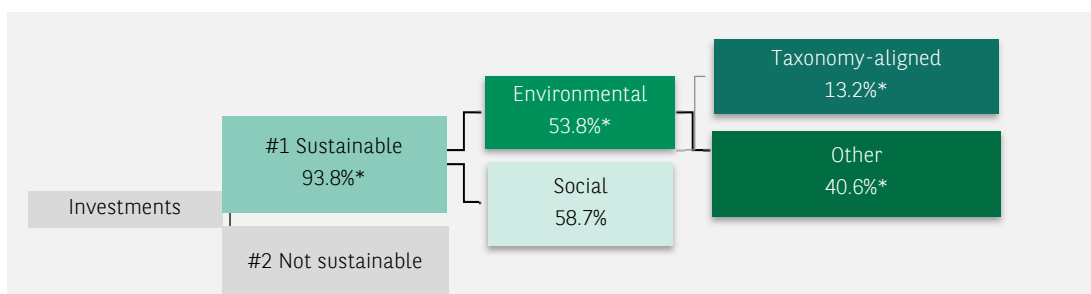 Taxonomy-aligned
13.2%*
Environmental
53.8%*
#1 Sustainable
93.8%*
Other
40.6%*
Social
58.7%
Investments
#2 Not sustainable